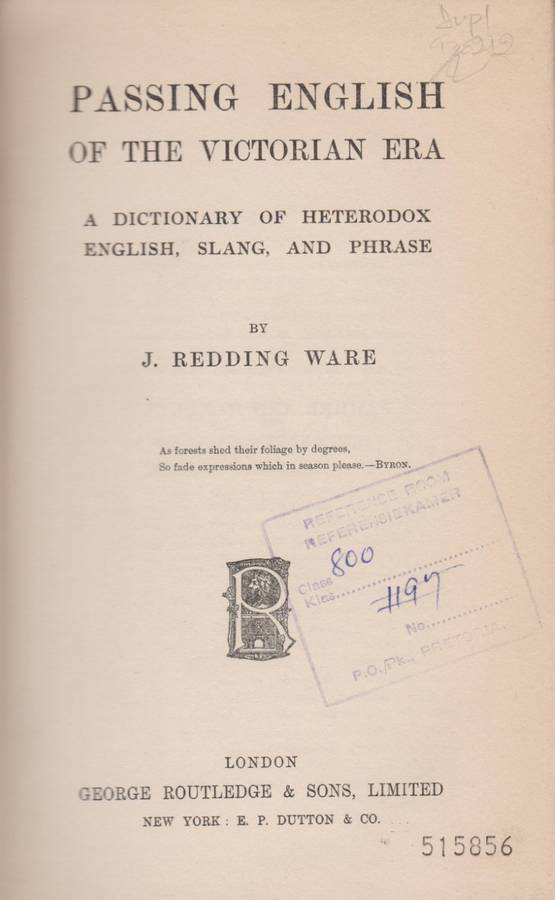 Dupl
PASSING ENGLISH
OF THE VICTORIAN ERA
A DICTIONARY OF HETERODOX
ENGLISH, SLANG, AND PHRASE
BY
J. REDDING WARE
As forests shed their foliage by degrees,
So fade expressions which in season please.—BYRON.
REFERENCE ROOM
REFERENSIEKAMER
800
Class
Klas
1197
No.
P.O./Pk., PRETORIA.
R
LONDON
GEORGE ROUTLEDGE & SONS, LIMITED
NEW YORK: E. P. DUTTON & CO.
515856